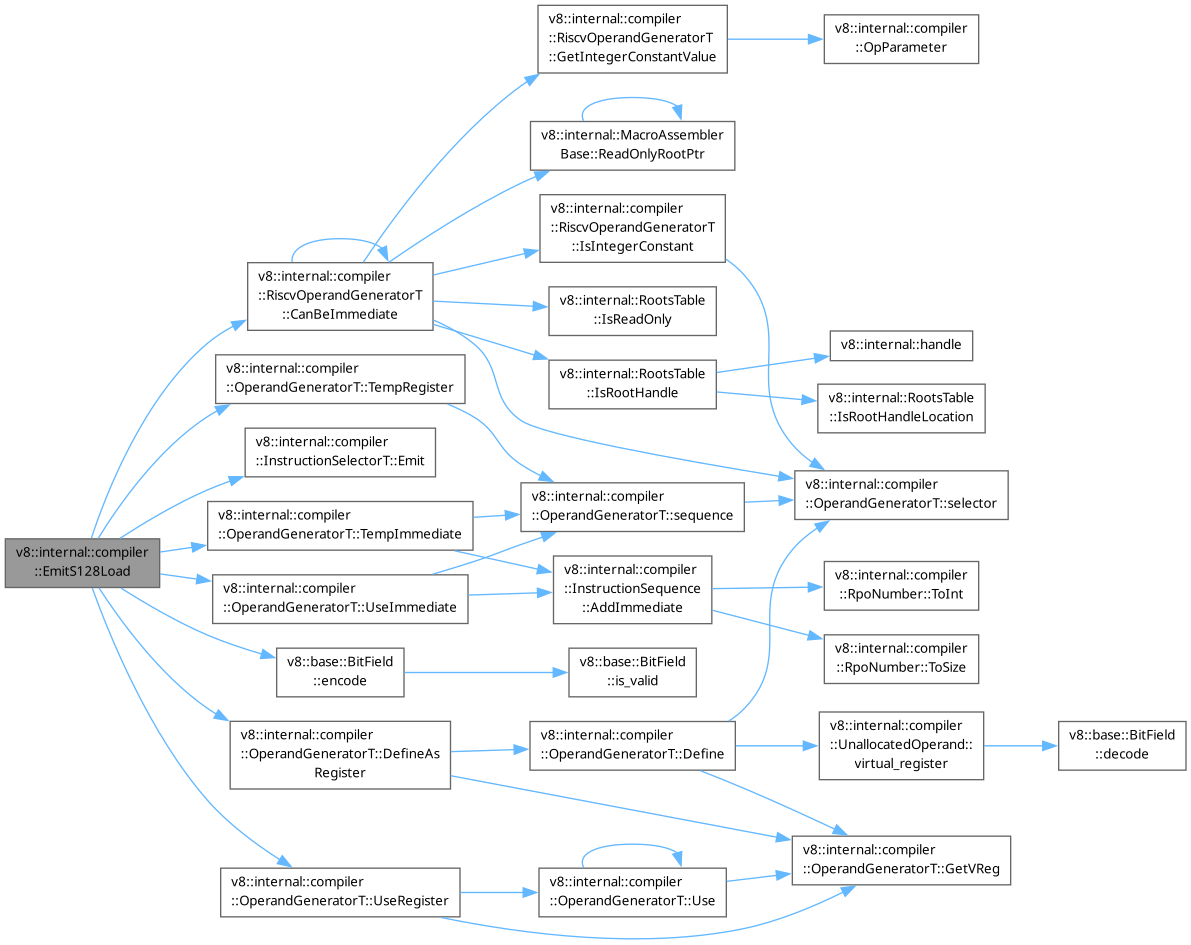 v8::internal::compiler
::EmitS128Load
v8::internal::compiler
::RiscvOperandGeneratorT
::CanBeImmediate
v8::internal::compiler
::RiscvOperandGeneratorT
::GetIntegerConstantValue
v8::internal::compiler
::OpParameter
v8::internal::MacroAssembler
Base::ReadOnlyRootPtr
v8::internal::compiler
::RiscvOperandGeneratorT
::IsIntegerConstant
v8::internal::RootsTable
::IsReadOnly
v8::internal::RootsTable
::IsRootHandle
v8::internal::handle
v8::internal::RootsTable
::IsRootHandleLocation
v8::internal::compiler
::OperandGeneratorT::selector
v8::internal::compiler
::OperandGeneratorT::TempRegister
v8::internal::compiler
::InstructionSelectorT::Emit
v8::internal::compiler
::OperandGeneratorT::sequence
v8::internal::compiler
::OperandGeneratorT::TempImmediate
v8::internal::compiler
::InstructionSequence
::AddImmediate
v8::internal::compiler
::RpoNumber::ToInt
v8::internal::compiler
::RpoNumber::ToSize
v8::internal::compiler
::OperandGeneratorT::UseImmediate
v8::base::BitField
::encode
v8::base::BitField
::is_valid
v8::internal::compiler
::OperandGeneratorT::DefineAs
Register
v8::internal::compiler
::OperandGeneratorT::Define
v8::internal::compiler
::UnallocatedOperand::
virtual_register
v8::base::BitField
::decode
v8::internal::compiler
::OperandGeneratorT::GetVReg
v8::internal::compiler
::OperandGeneratorT::UseRegister
v8::internal::compiler
::OperandGeneratorT::Use